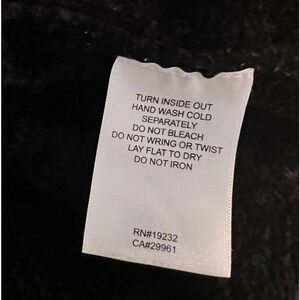 TURN INSIDE OUT
HAND WASH COLD
SEPARATELY
DO NOT BLEACH
DO NOT WRING OR TWIST
LAY FLAT TO DRY
DO NOT IRON
RN#19232
CA#29961